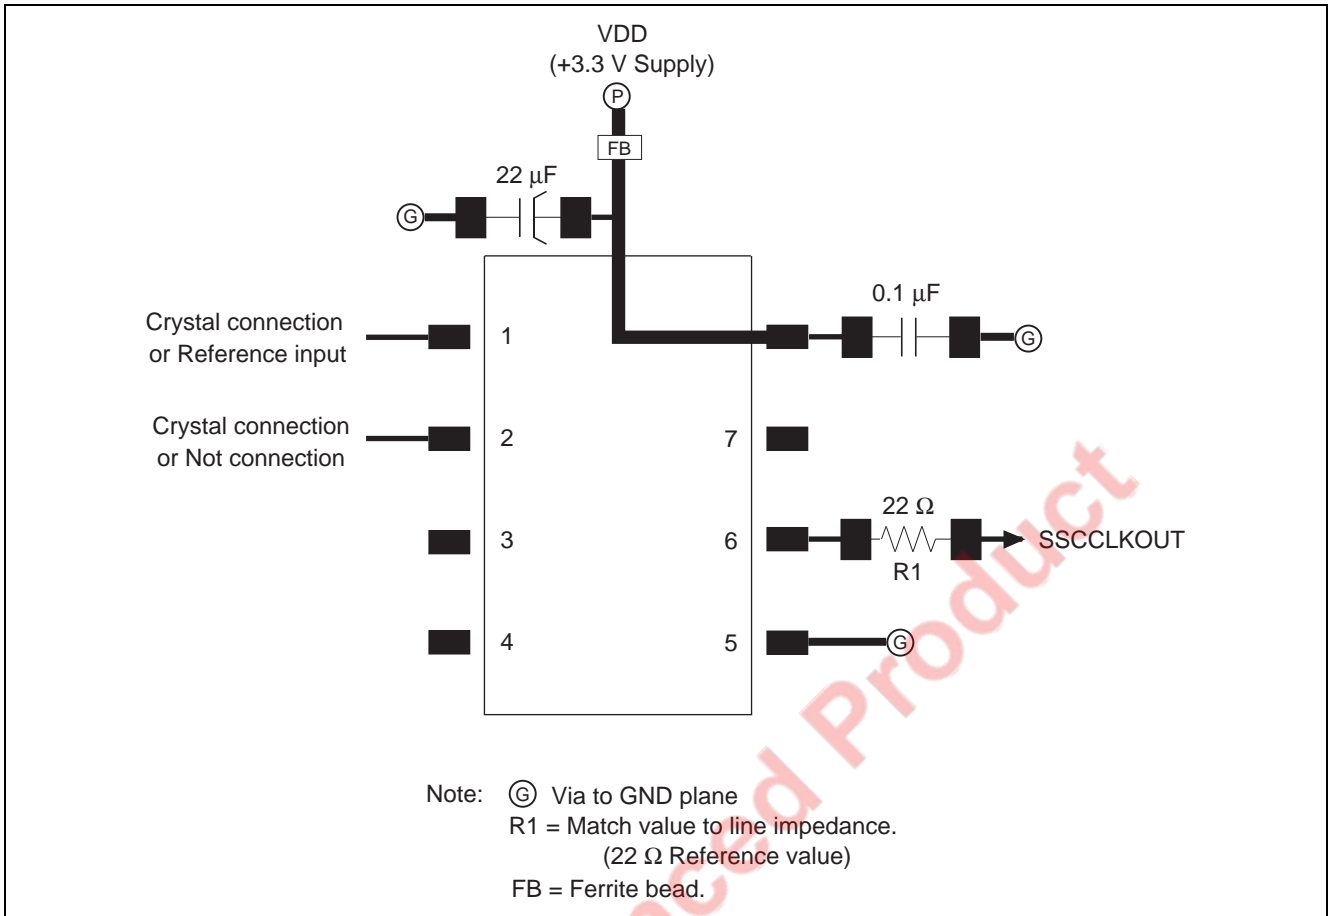 VDD
(+3.3 V Supply)
P
FB
22 μF
G
0.1 μF
Crystal connection
or Reference input
1
G
Crystal connection
or Not connection
2
7
22 Ω
3
6
SSCCLKOUT
R1
4
5
G
Note: G Via to GND plane
R1 = Match value to line impedance.
(22 Ω Reference value)
FB = Ferrite bead.
Product